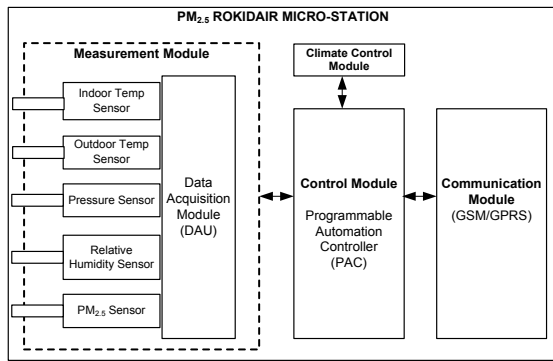 PM2.5 ROKIDAIR MICRO-STATION
Measurement Module
Indoor Temp
Sensor
Outdoor Temp
Sensor
Pressure Sensor
Relative
Humidity Sensor
PM2.5 Sensor
Data
Acquisition
Module
(DAU)
Climate Control
Module
Control Module
Programmable
Automation
Controller
(PAC)
Communication
Module
(GSM/GPRS)